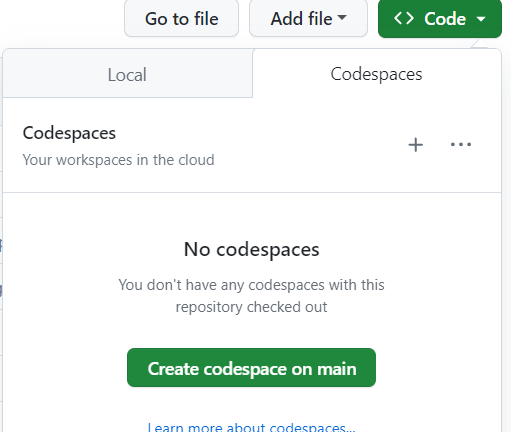 Go to file
Add file
Code
Local
Codespaces
Codespaces
Your workspaces in the cloud
No codespaces
You don't have any codespaces with this
repository checked out
Create codespace on main
Learn more about codespaces...